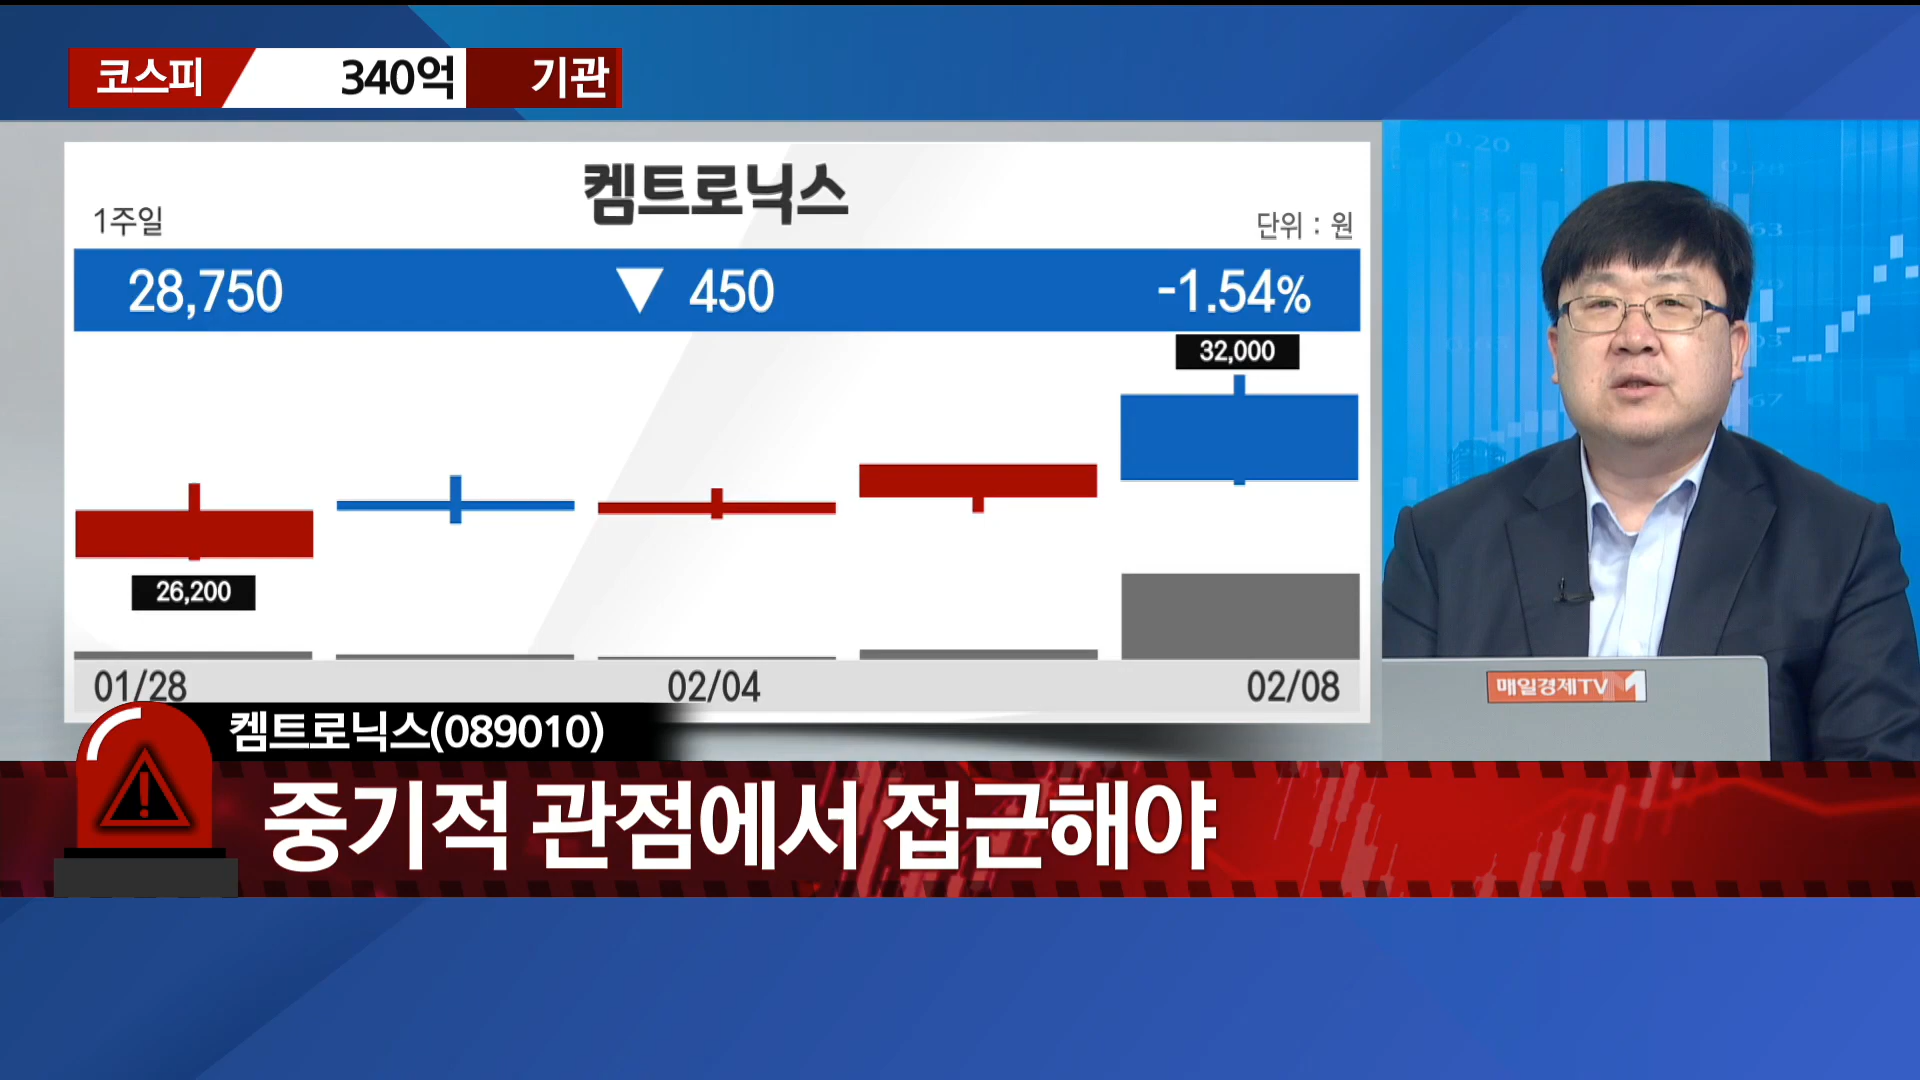 코스피 340억 기관
켐트로닉스
1주일
단위 : 원
28,750 ▼ 450 -1.54%
32,000
26,200
01/28 02/04 02/08
매일경제TV M
켐트로닉스(089010)
중기적 관점에서 접근해야